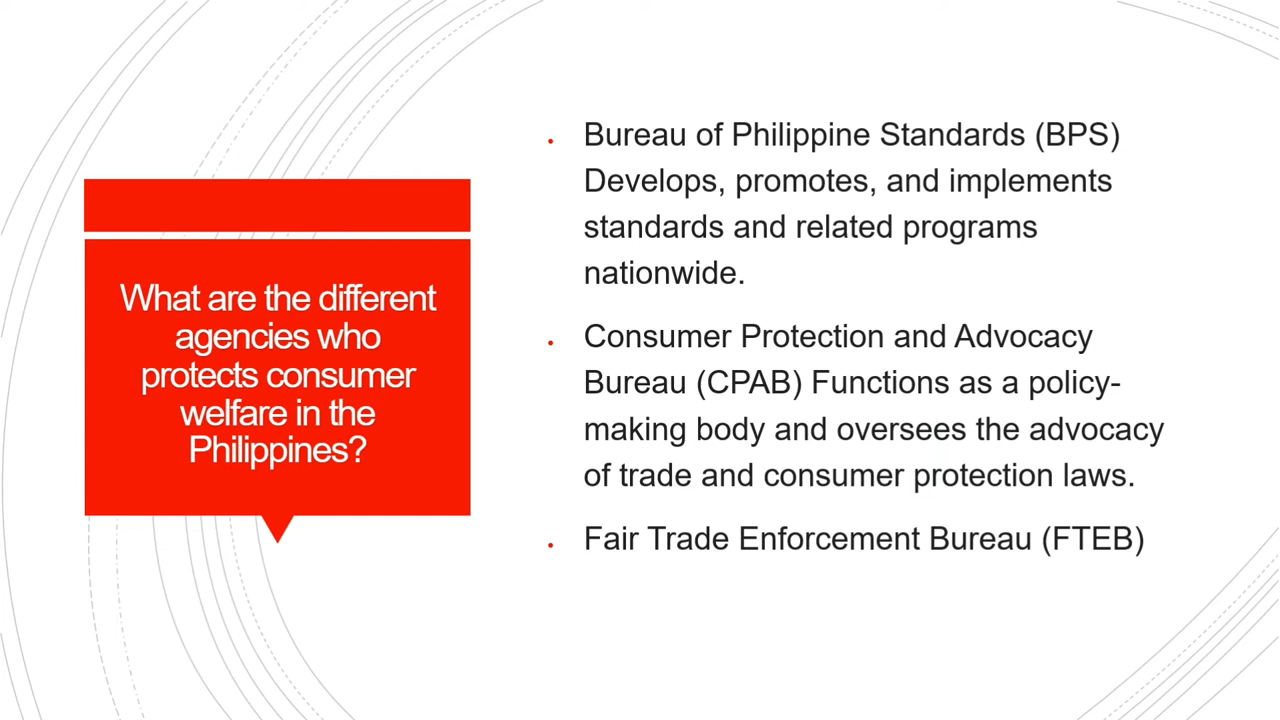 What are the different
agencies who
protects consumer
welfare in the
Philippines?
Bureau of Philippine Standards (BPS)
Develops, promotes, and implements
standards and related programs
nationwide.
Consumer Protection and Advocacy
Bureau (CPAB) Functions as a policy-
making body and oversees the advocacy
of trade and consumer protection laws.
Fair Trade Enforcement Bureau (FTEB)